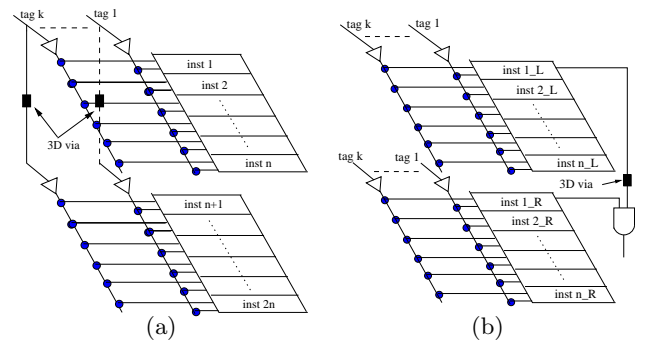 tag k
tag 1
inst 1
inst 2
3D via
inst n
inst n+1
inst 2n
(a)
tag k
tag 1
inst 1_L
inst 2_L
inst n_L
tag k
tag 1
3D via
inst 1_R
inst 2_R
inst n_R
(b)